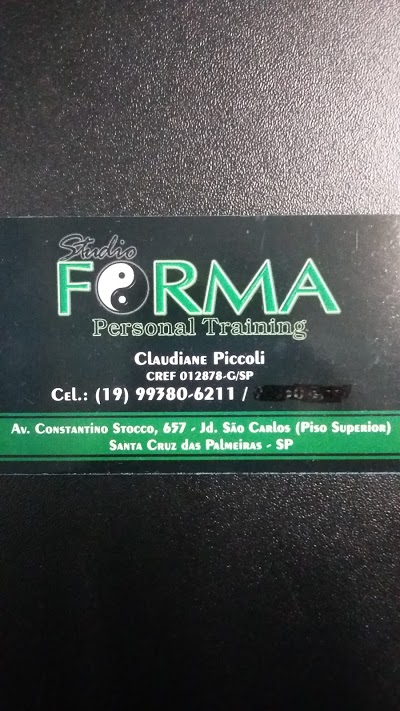 Studio
FORMA
Personal Training
Claudiane Piccoli
CREF 012878-G/SP
Cel.: (19) 99380-6211 /
Av. Constantino Stocco, 657 - Jd. São Carlos (Piso Superior)
Santa Cruz das Palmeiras - SP